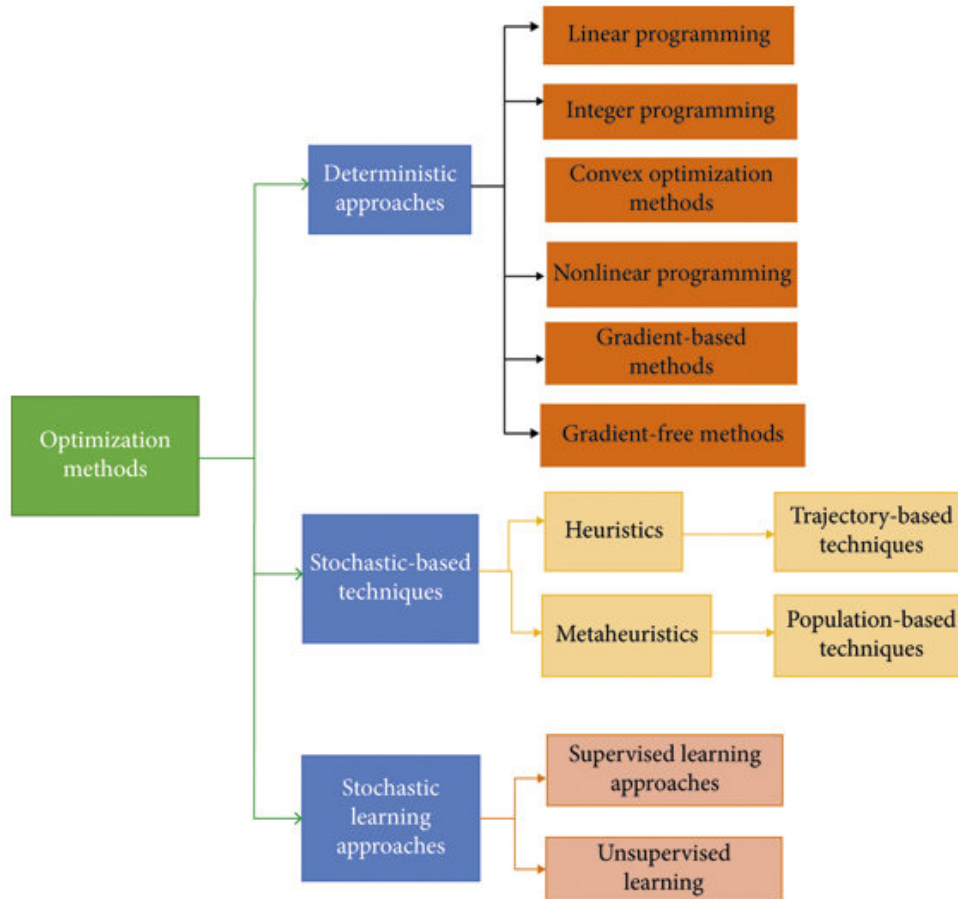 Linear programming
Integer programming
Deterministic
approaches
Convex optimization
methods
Nonlinear programming
Gradient-based
methods
Optimization
methods
Gradient-free methods
Stochastic-based
techniques
Heuristics
Trajectory-based
techniques
Metaheuristics
Population-based
techniques
Stochastic
learning
approaches
Supervised learning
approaches
Unsupervised
learning